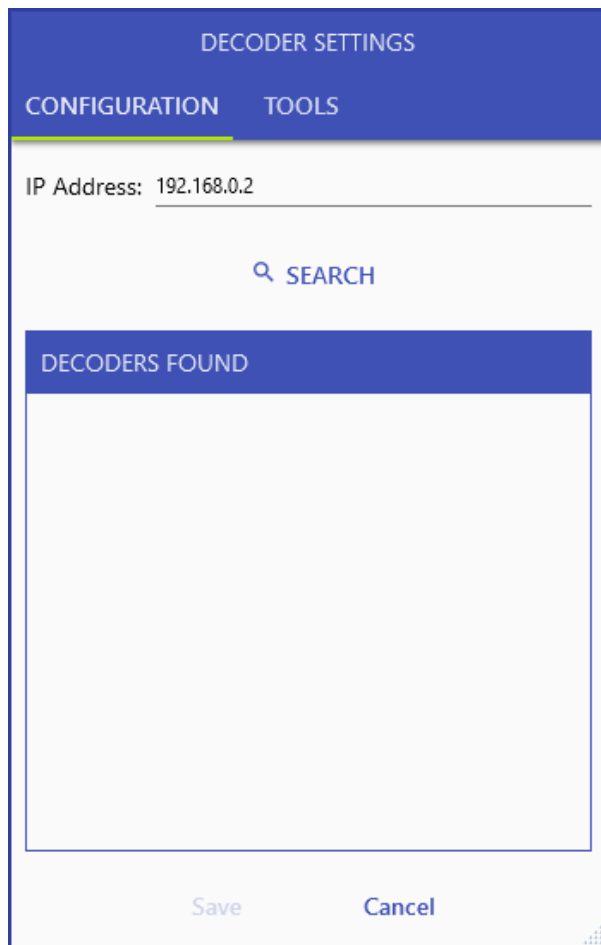 DECODER SETTINGS
CONFIGURATION TOOLS
IP Address: 192.168.0.2
SEARCH
DECODERS FOUND
Save Cancel